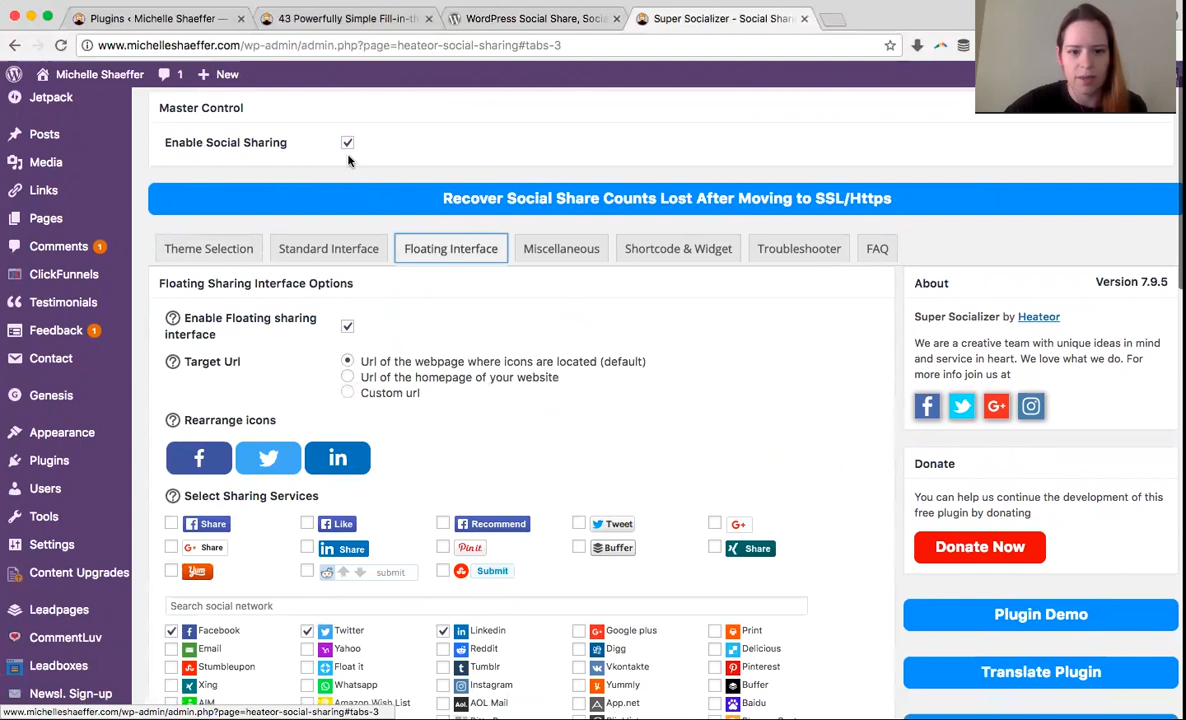 Plugins ‹ Michelle Shaeffer ·
43 Powerfully Simple Fill-in-th
WordPress Social Share, Socia
Super Socializer - Social Shar
www.michelleshaeffer.com/wp-admin/admin.php?page=heateor-social-sharing#tabs-3
Michelle Shaeffer
1
New
Jetpack
Posts
Media
Links
Pages
Comments 1
ClickFunnels
Testimonials
Feedback 1
Contact
Genesis
Appearance
Plugins
Users
Tools
Settings
Content Upgrades
Leadpages
CommentLuv
Leadboxes
Newsl. Sign-up
Master Control
Enable Social Sharing
Recover Social Share Counts Lost After Moving to SSL/Https
Theme Selection
Standard Interface
Floating Interface
Miscellaneous
Shortcode & Widget
Troubleshooter
FAQ
Floating Sharing Interface Options
Enable Floating sharing
interface
Target Url
Url of the webpage where icons are located (default)
Url of the homepage of your website
Custom url
Rearrange icons
Select Sharing Services
Share
Like
Recommend
Tweet
G+
G+ Share
in Share
Pin it
Buffer
Share
Yum
submit
Submit
Search social network
Facebook
Twitter
Linkedin
Google plus
Print
Email
Yahoo
Reddit
Digg
Delicious
Stumbleupon
Float it
Tumblr
Vkontakte
Pinterest
Xing
Whatsapp
Instagram
Yummly
Buffer
AIM
Amazon Wish List
AOL Mail
App.net
Baidu
About
Version 7.9.5
Super Socializer by Heateor
We are a creative team with unique ideas in mind
and service in heart. We love what we do. For
more info join us at
Donate
You can help us continue the development of this
free plugin by donating
Donate Now
Plugin Demo
Translate Plugin
www.michelleshaeffer.com/wp-admin/admin.php?page=heateor-social-sharing#tabs-3